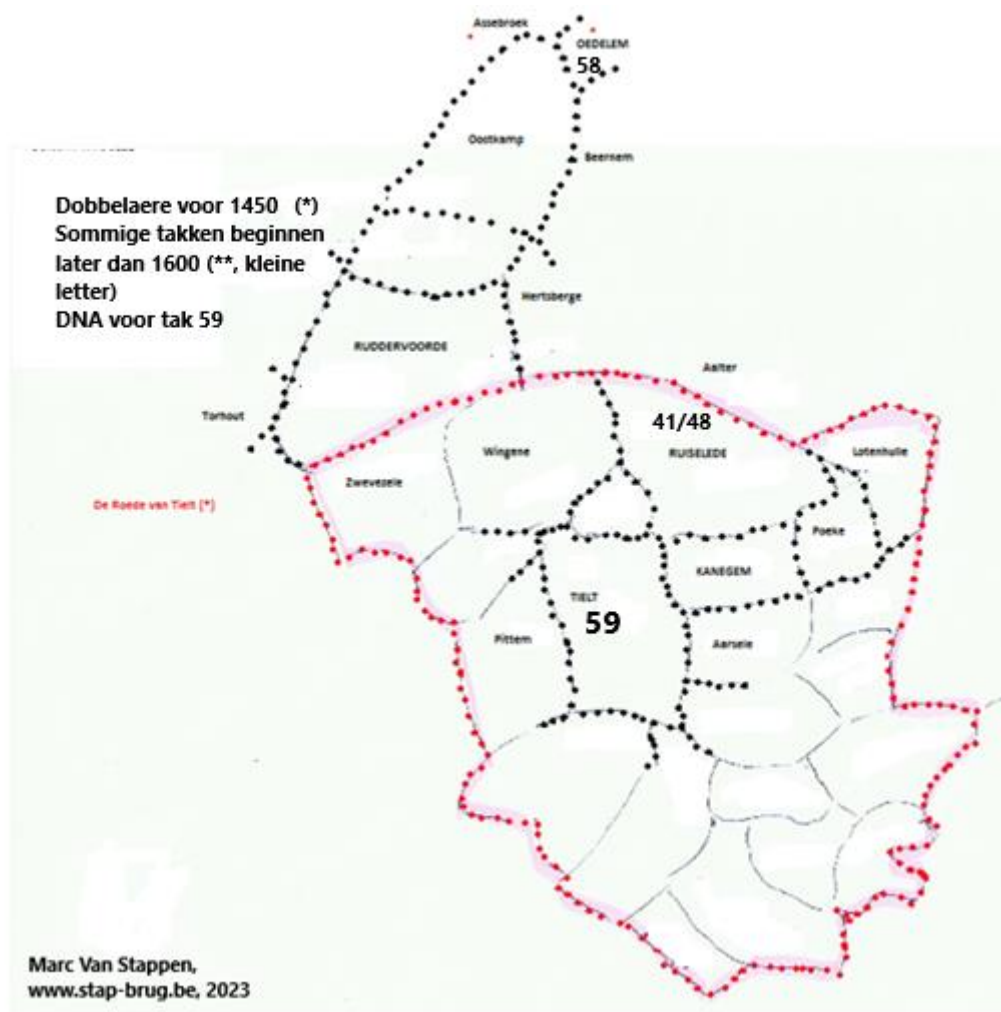 Assebroek
OEDELEM
58
Oostkamp
Beernem
Dobbelaere voor 1450 (*)
Sommige takken beginnen
later dan 1600 (**, kleine
letter)
DNA voor tak 59
Hertsberge
RUDDERVOORDE
Aalter
Torhout
41/48
RUISELEDE
Wingene
Lotenhulle
Zwevezele
De Roede van Tielt (*)
Poeke
KANEGEM
TIELT
59
Pittem
Aarsele
Marc Van Stappen,
www.stap-brug.be, 2023